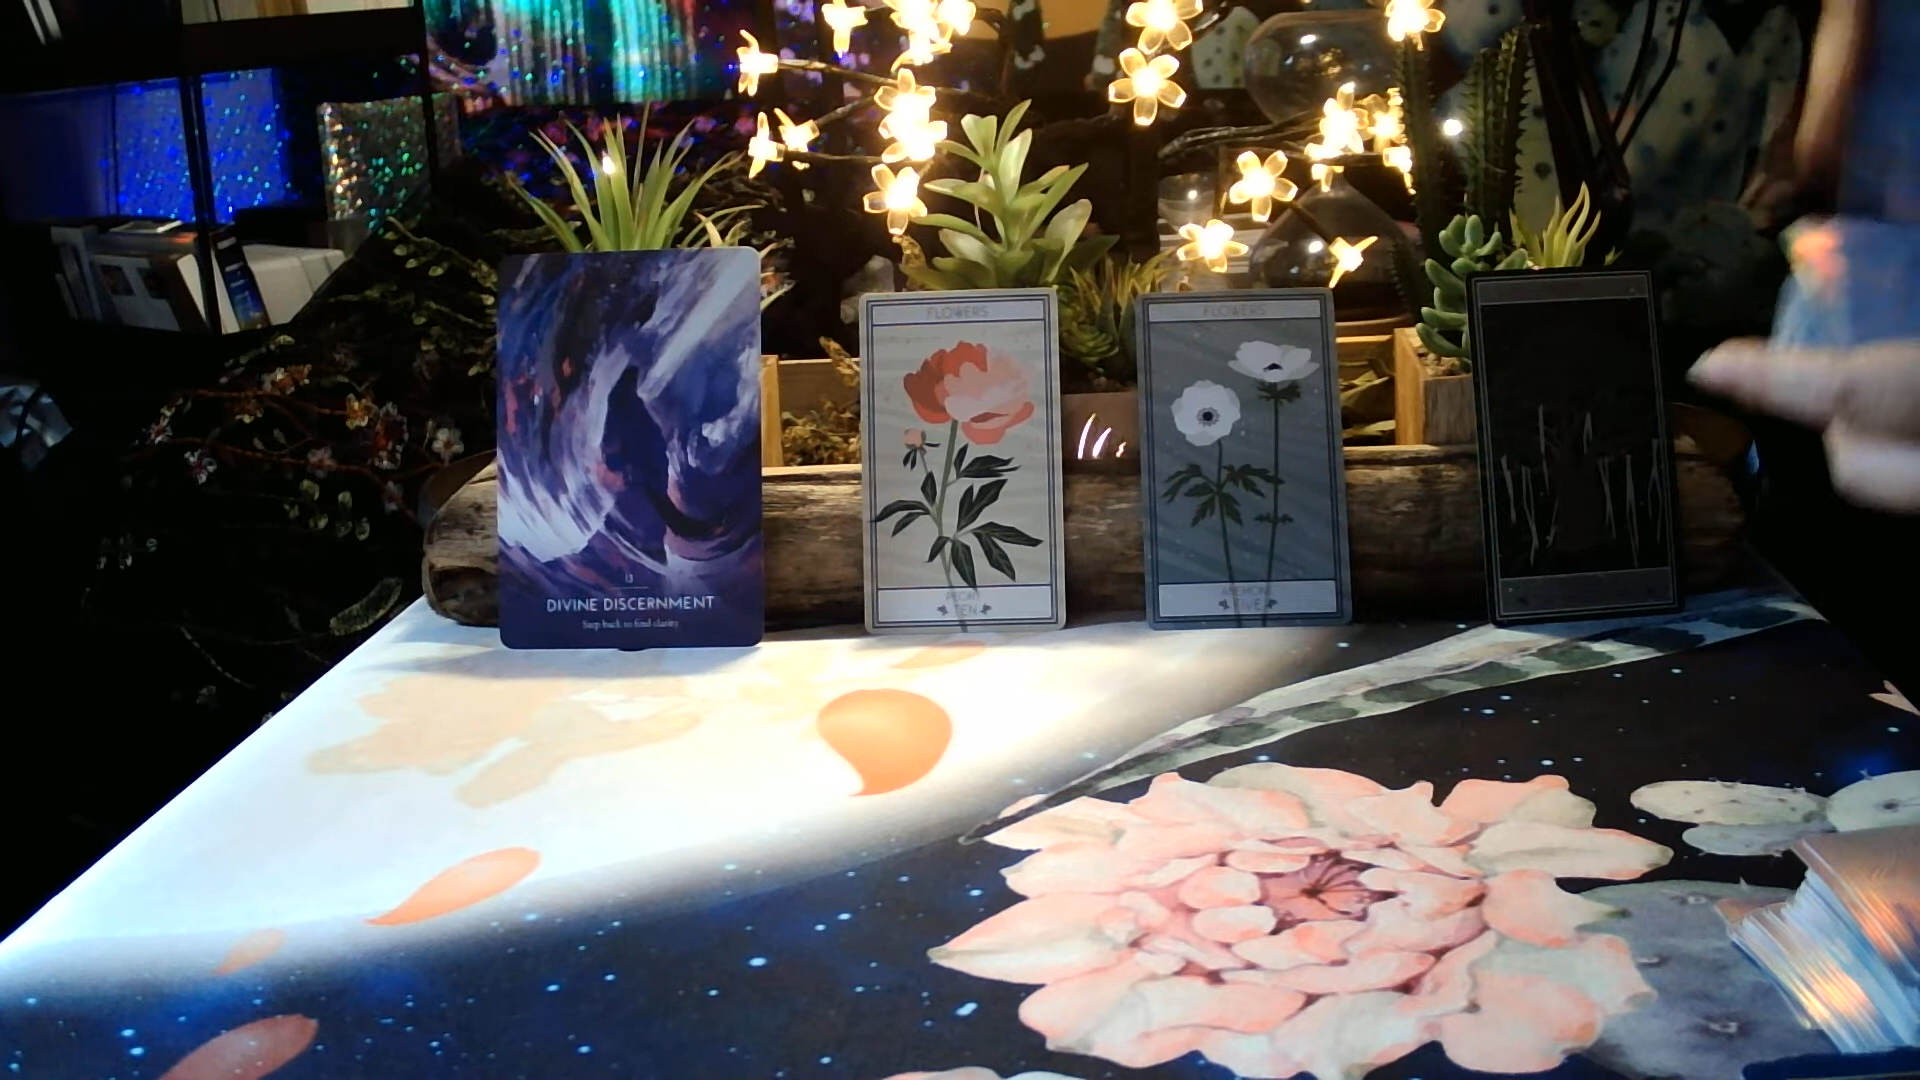 13
DIVINE DISCERNMENT
Step back to find clarity
FLOWERS
PEONY
TEN
FLOWERS
ANEMONE
FIVE